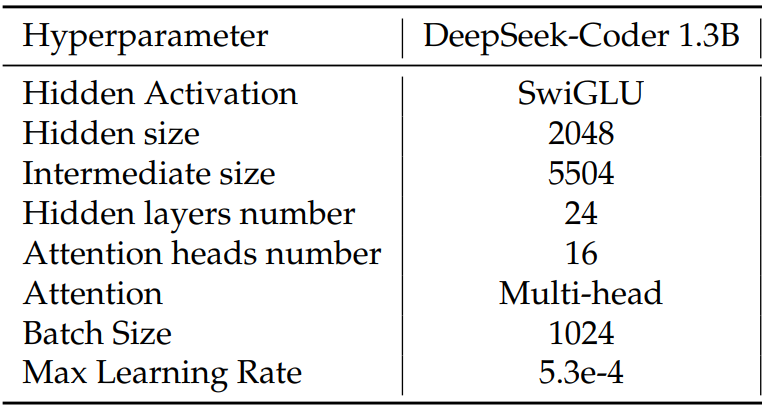 Hyperparameter DeepSeek-Coder 1.3B
Hidden Activation SwiGLU
Hidden size 2048
Intermediate size 5504
Hidden layers number 24
Attention heads number 16
Attention Multi-head
Batch Size 1024
Max Learning Rate 5.3e-4